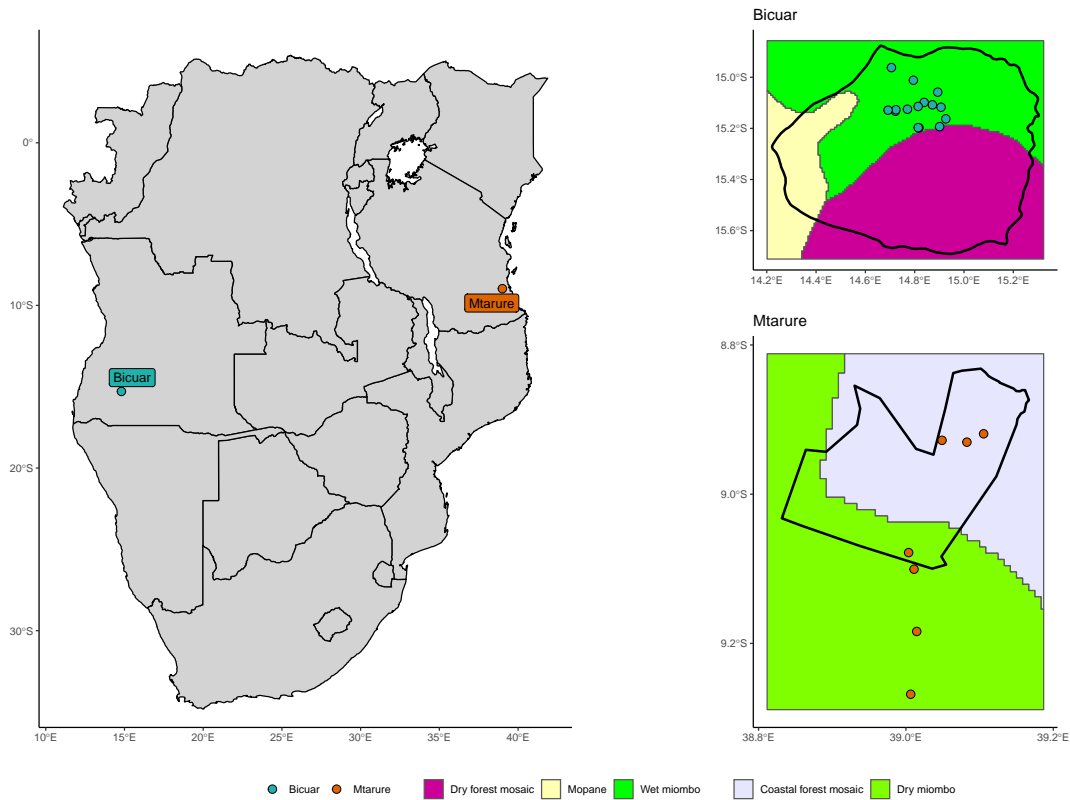 Bicuar
15.0°S
15.2°S
15.4°S
15.6°S
14.2°E 14.4°E 14.6°E 14.8°E 15.0°E 15.2°E
0°
10°S
20°S
30°S
10°E 15°E 20°E 25°E 30°E 35°E 40°E
Mtarure
Bicuar
Mtarure
8.8°S
9.0°S
9.2°S
38.8°E 39.0°E 39.2°E
Bicuar Mtarure Dry forest mosaic Mopane Wet miombo Coastal forest mosaic Dry miombo